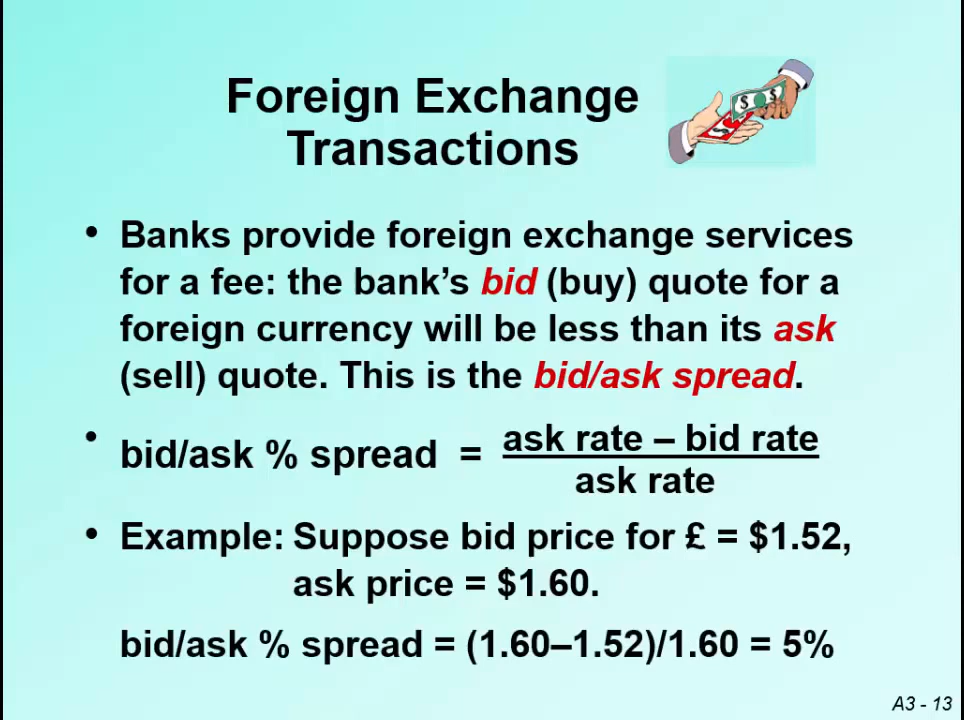 Foreign Exchange
Transactions
$ $
• Banks provide foreign exchange services
for a fee: the bank’s bid (buy) quote for a
foreign currency will be less than its ask
(sell) quote. This is the bid/ask spread.
• bid/ask % spread = ask rate – bid rate
ask rate
• Example: Suppose bid price for £ = $1.52,
ask price = $1.60.
bid/ask % spread = (1.60–1.52)/1.60 = 5%
A3 - 13